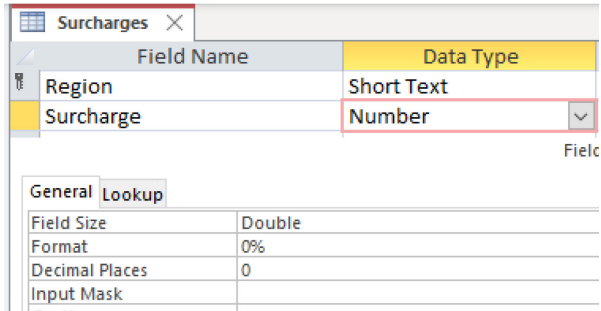 Surcharges
Field Name Data Type
Region Short Text
Surcharge Number
Field
General Lookup
Field Size Double
Format 0%
Decimal Places 0
Input Mask